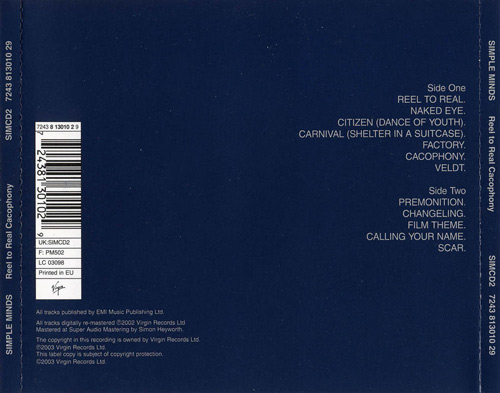 SIMPLE MINDS Reel to Real Cacophony SIMCD2 7243 813010 29
Side One
REEL TO REAL.
NAKED EYE.
CITIZEN (DANCE OF YOUTH).
CARNIVAL (SHELTER IN A SUITCASE).
FACTORY.
CACOPHONY.
VELDT.
Side Two
PREMONITION.
CHANGELING.
FILM THEME.
CALLING YOUR NAME.
SCAR.
7243 8 13010 2 9
7 24381 30102 9
UK:SIMCD2
F: PM502
LC 03098
Printed in EU
Virgin
All tracks published by EMI Music Publishing Ltd.
All tracks digitally re-mastered ℗2002 Virgin Records Ltd
Mastered at Super Audio Mastering by Simon Heyworth.
The copyright in this recording is owned by Virgin Records Ltd.
℗2003 Virgin Records Ltd.
This label copy is subject of copyright protection.
©2003 Virgin Records Ltd.
SIMPLE MINDS Reel to Real Cacophony SIMCD2 7243 813010 29